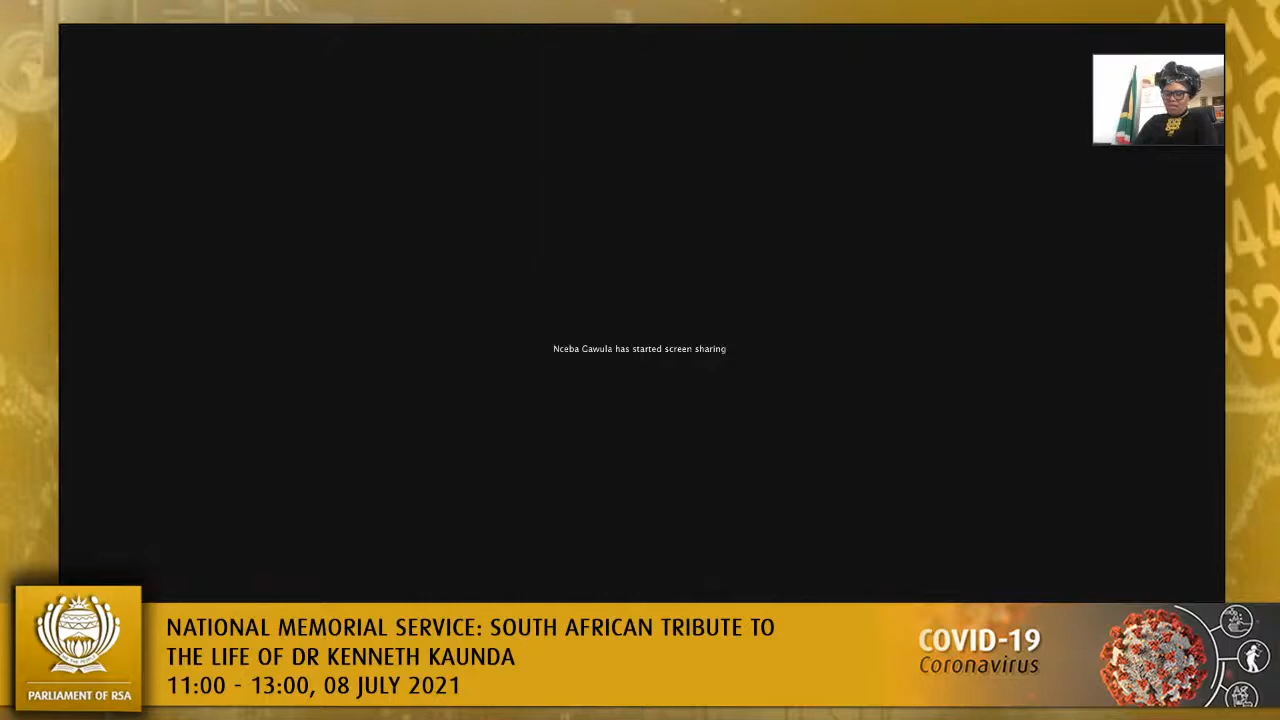 Nceba Gawula has started screen sharing
NATIONAL MEMORIAL SERVICE: SOUTH AFRICAN TRIBUTE TO
THE LIFE OF DR KENNETH KAUNDA
11:00 - 13:00, 08 JULY 2021
PARLIAMENT OF RSA
COVID-19
Coronavirus